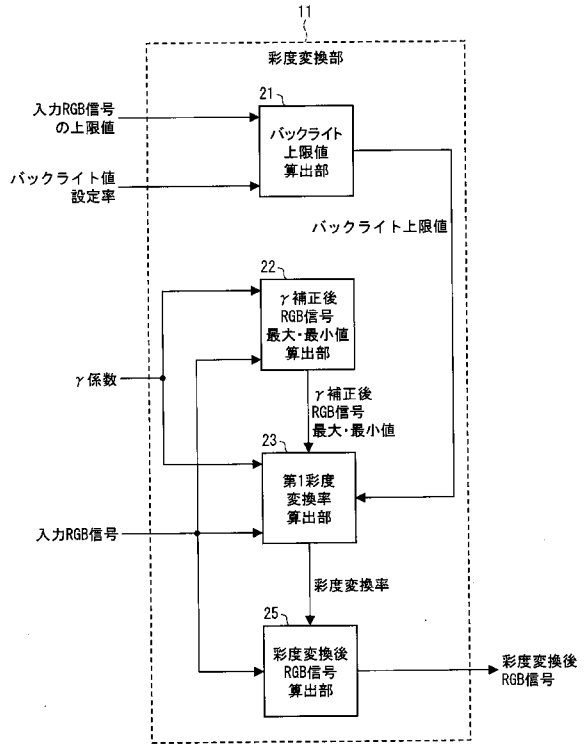 11
彩度変換部
入力RGB信号
の上限値
バックライト値
設定率
21
バックライト
上限値
算出部
バックライト上限値
22
γ補正後
RGB信号
最大・最小値
算出部
γ係数
γ補正後
RGB信号
最大・最小値
23
第1彩度
変換率
算出部
入力RGB信号
彩度変換率
25
彩度変換後
RGB信号
算出部
彩度変換後
RGB信号